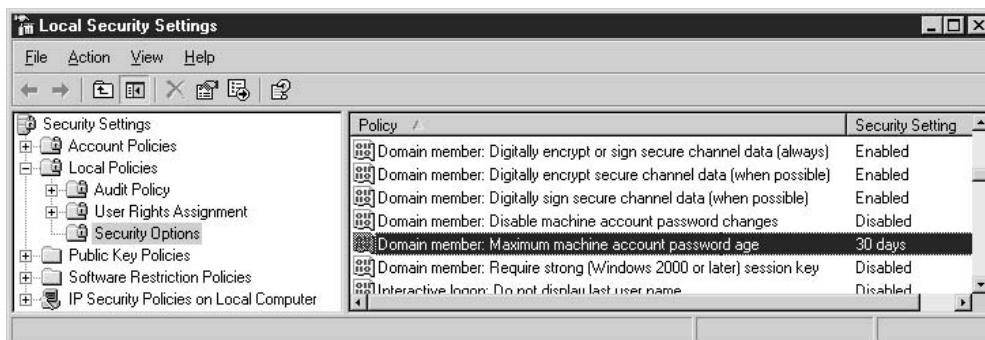 Local Security Settings
File Action View Help
Security Settings
Account Policies
Local Policies
Audit Policy
User Rights Assignment
Security Options
Public Key Policies
Software Restriction Policies
IP Security Policies on Local Computer
Policy Security Setting
Domain member: Digitally encrypt or sign secure channel data (always) Enabled
Domain member: Digitally encrypt secure channel data (when possible) Enabled
Domain member: Digitally sign secure channel data (when possible) Enabled
Domain member: Disable machine account password changes Disabled
Domain member: Maximum machine account password age 30 days
Domain member: Require strong (Windows 2000 or later) session key Disabled
Interactive logon: Do not display last user name Disabled